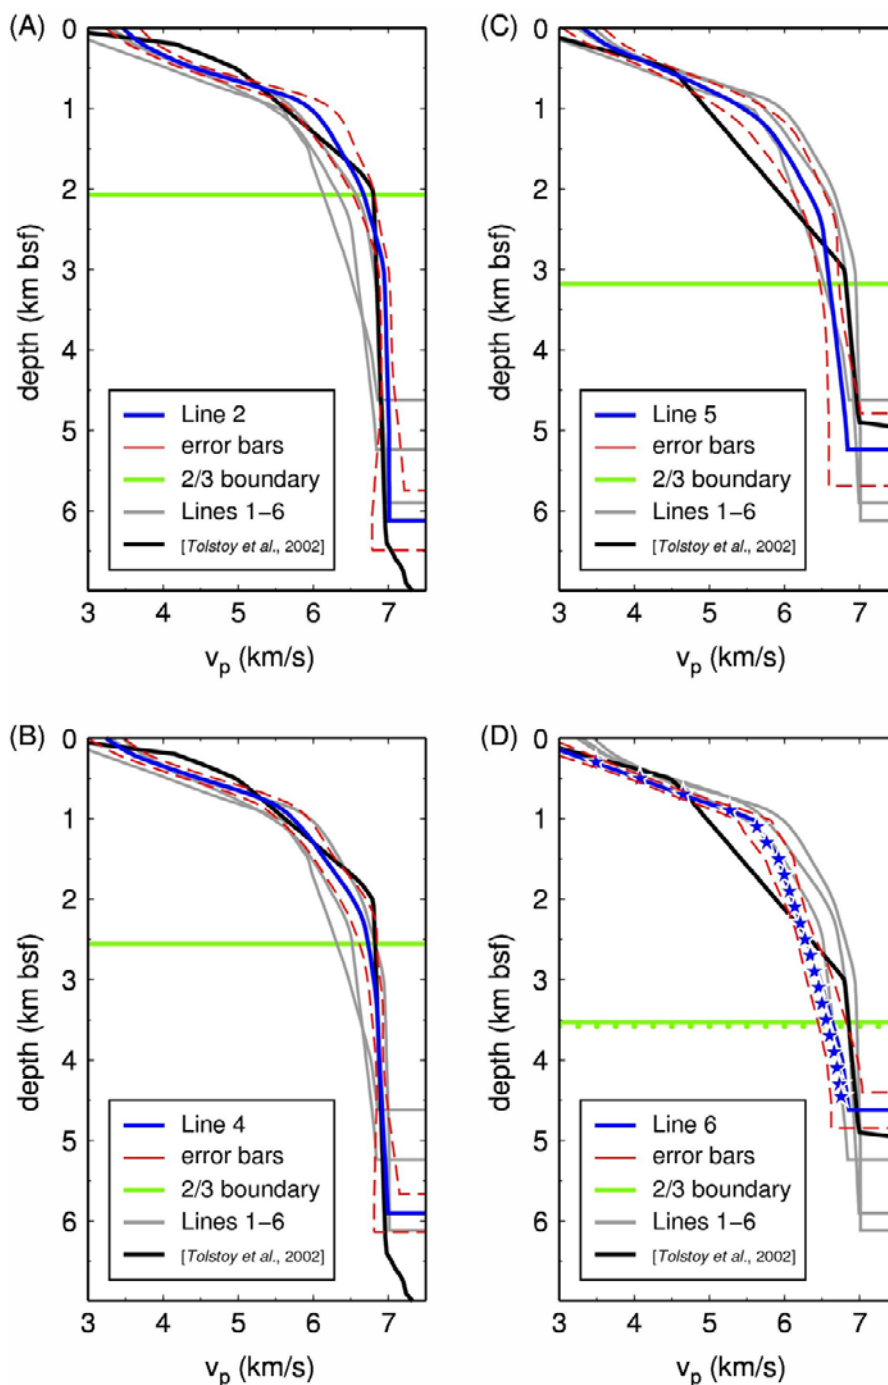 (A)
0
1
2
3
4
5
6
depth (km bsf)
Line 2
error bars
2/3 boundary
Lines 1–6
[Tolstoy et al., 2002]
3 4 5 6 7
vp (km/s)
(C)
0
1
2
3
4
5
6
depth (km bsf)
Line 5
error bars
2/3 boundary
Lines 1–6
[Tolstoy et al., 2002]
3 4 5 6 7
vp (km/s)
(B)
0
1
2
3
4
5
6
depth (km bsf)
Line 4
error bars
2/3 boundary
Lines 1–6
[Tolstoy et al., 2002]
3 4 5 6 7
vp (km/s)
(D)
0
1
2
3
4
5
6
depth (km bsf)
Line 6
error bars
2/3 boundary
Lines 1–6
[Tolstoy et al., 2002]
3 4 5 6 7
vp (km/s)